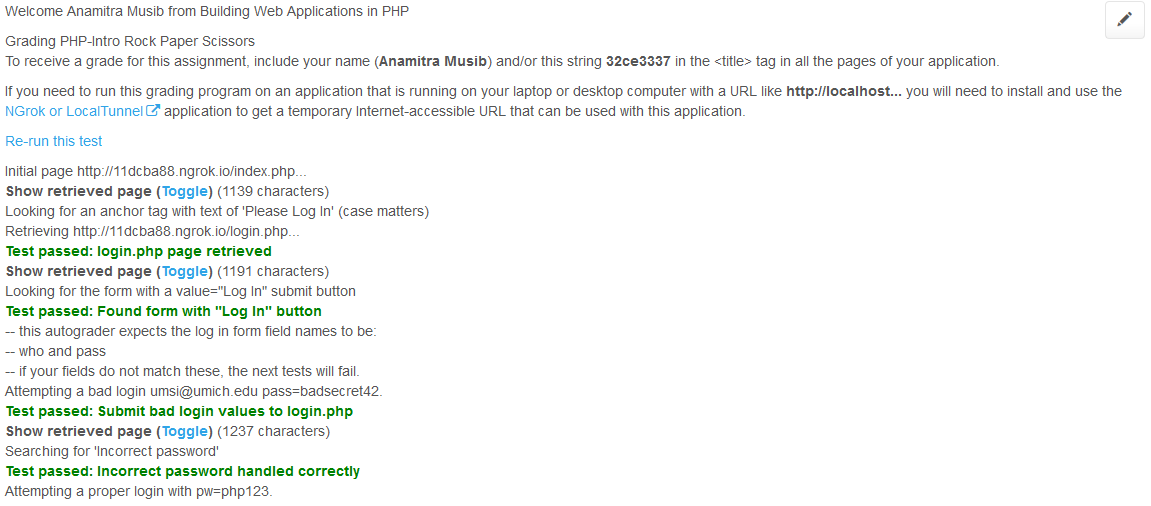 Welcome Anamitra Musib from Building Web Applications in PHP
Grading PHP-Intro Rock Paper Scissors
To receive a grade for this assignment, include your name (Anamitra Musib) and/or this string 32ce3337 in the <title> tag in all the pages of your application.
If you need to run this grading program on an application that is running on your laptop or desktop computer with a URL like http://localhost... you will need to install and use the
NGrok or LocalTunnel application to get a temporary Internet-accessible URL that can be used with this application.
Re-run this test
Initial page http://11dcba88.ngrok.io/index.php...
Show retrieved page (Toggle) (1139 characters)
Looking for an anchor tag with text of 'Please Log In' (case matters)
Retrieving http://11dcba88.ngrok.io/login.php...
Test passed: login.php page retrieved
Show retrieved page (Toggle) (1191 characters)
Looking for the form with a value="Log In" submit button
Test passed: Found form with "Log In" button
-- this autograder expects the log in form field names to be:
-- who and pass
-- if your fields do not match these, the next tests will fail.
Attempting a bad login umsi@umich.edu pass=badsecret42.
Test passed: Submit bad login values to login.php
Show retrieved page (Toggle) (1237 characters)
Searching for 'Incorrect password'
Test passed: Incorrect password handled correctly
Attempting a proper login with pw=php123.